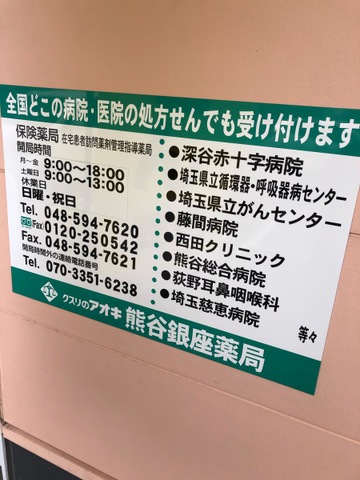 全国どこの病院・医院の処方せんでも受け付けます
保険薬局 在宅患者訪問薬剤管理指導薬局
開局時間
月~金 9:00~18:00
土曜日 9:00~13:00
休業日
日曜・祝日
Tel. 048-594-7620
Fax 0120-250542
Fax. 048-594-7621
開局時間外の連絡電話番号
Tel. 070-3351-6238
●深谷赤十字病院
●埼玉県立循環器・呼吸器病センター
●埼玉県立がんセンター
●藤間病院
●西田クリニック
●熊谷総合病院
●荻野耳鼻咽喉科
●埼玉慈恵病院
等々
クスリのアオキ 熊谷銀座薬局